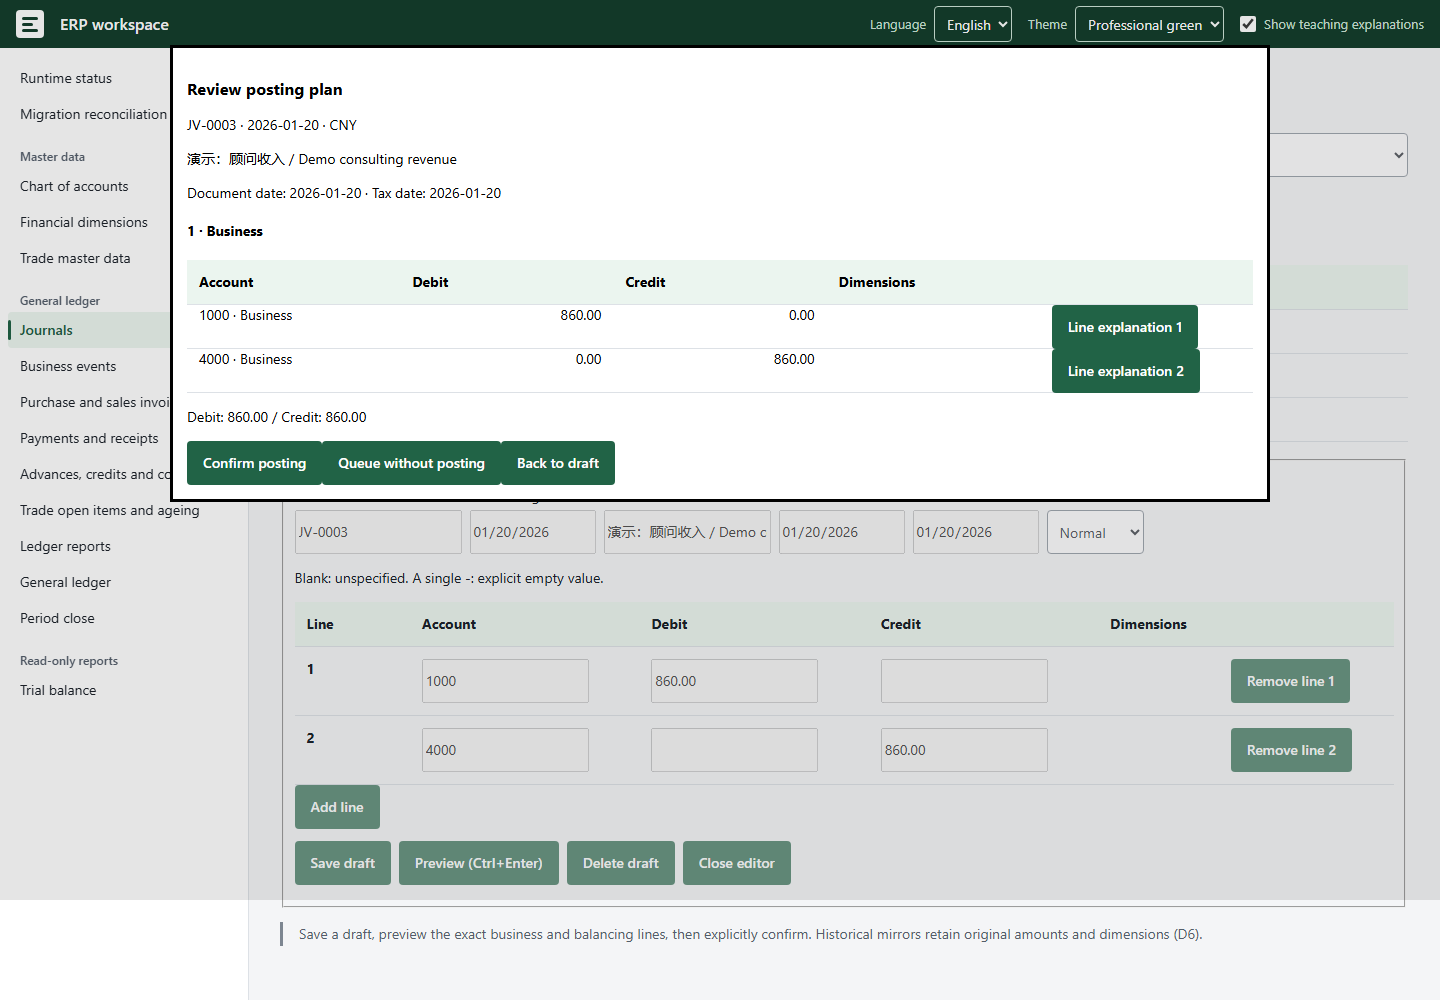 ERP workspace
Language English Theme Professional green Show teaching explanations
Runtime status
Migration reconciliation
Master data
Chart of accounts
Financial dimensions
Trade master data
General ledger
Journals
Business events
Purchase and sales invoi
Payments and receipts
Advances, credits and co
Trade open items and ageing
Ledger reports
General ledger
Period close
Read-only reports
Trial balance
Review posting plan
JV-0003 · 2026-01-20 · CNY
演示：顾问收入 / Demo consulting revenue
Document date: 2026-01-20 · Tax date: 2026-01-20
1 · Business
Account Debit Credit Dimensions
1000 · Business 860.00 0.00 Line explanation 1
4000 · Business 0.00 860.00 Line explanation 2
Debit: 860.00 / Credit: 860.00
Confirm posting Queue without posting Back to draft
JV-0003 01/20/2026 演示：顾问收入 / Demo c 01/20/2026 01/20/2026 Normal
Blank: unspecified. A single -: explicit empty value.
Line Account Debit Credit Dimensions
1 1000 860.00 Remove line 1
2 4000 860.00 Remove line 2
Add line
Save draft Preview (Ctrl+Enter) Delete draft Close editor
Save a draft, preview the exact business and balancing lines, then explicitly confirm. Historical mirrors retain original amounts and dimensions (D6).